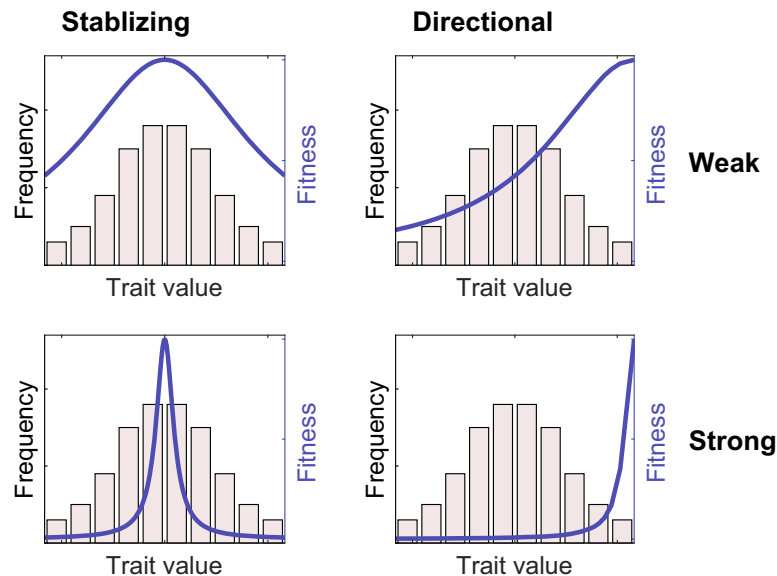 Stablizing
Directional
Frequency
Fitness
Trait value
Frequency
Fitness
Trait value
Weak
Frequency
Fitness
Trait value
Frequency
Fitness
Trait value
Strong